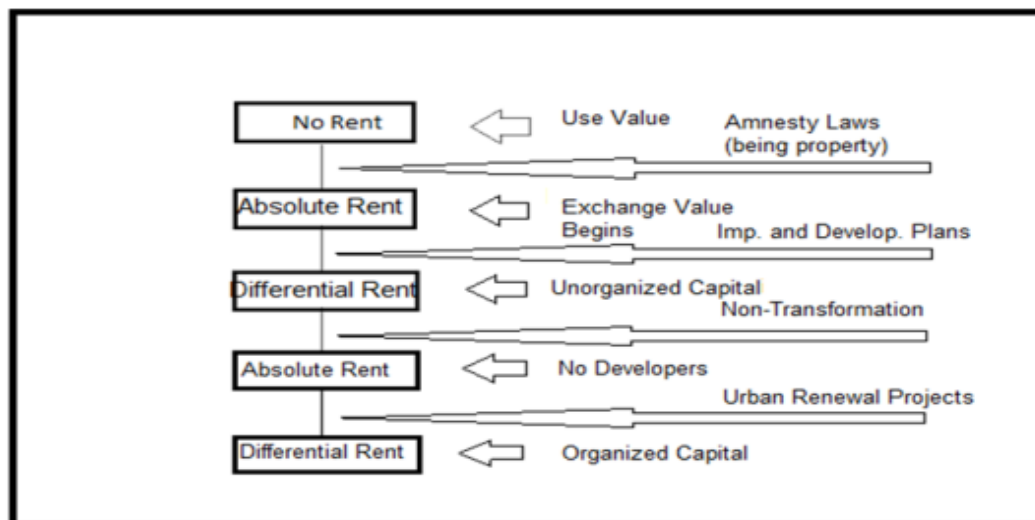 No Rent
Use Value
Amnesty Laws
(being property)
Absolute Rent
Exchange Value
Begins
Imp. and Develop. Plans
Differential Rent
Unorganized Capital
Non-Transformation
Absolute Rent
No Developers
Urban Renewal Projects
Differential Rent
Organized Capital